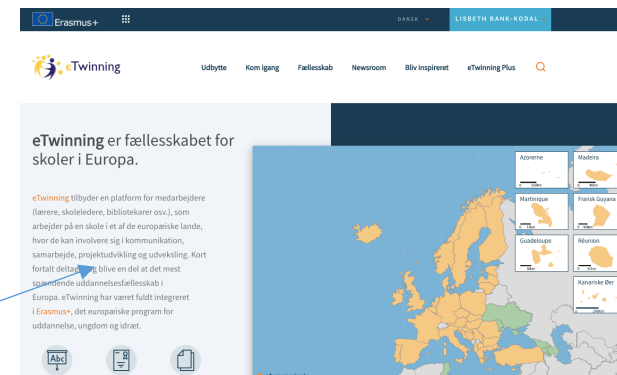 Erasmus+
DANSK
LISBETH BANK-KODAL
eTwinning
Udbytte Kom igang Fællesskab Newsroom Bliv inspireret eTwinning Plus
eTwinning er fællesskabet for
skoler i Europa.
eTwinning tilbyder en platform for medarbejdere
(lærere, skoleledere, bibliotekarer osv.), som
arbejder på en skole i et af de europæiske lande,
hvor de kan involvere sig i kommunikation,
samarbejde, projektudvikling og udveksling. Kort
fortalt blive en del at det mest
spændende uddannelsesfællesskab i
Europa. eTwinning har været fuldt integreret
i Erasmus+, det europæiske program for
uddannelse, ungdom og idræt.
Abc
Azorerne
Madeira
Martinique
Fransk Guyana
Guadeloupe
Réunion
Kanariske Øer